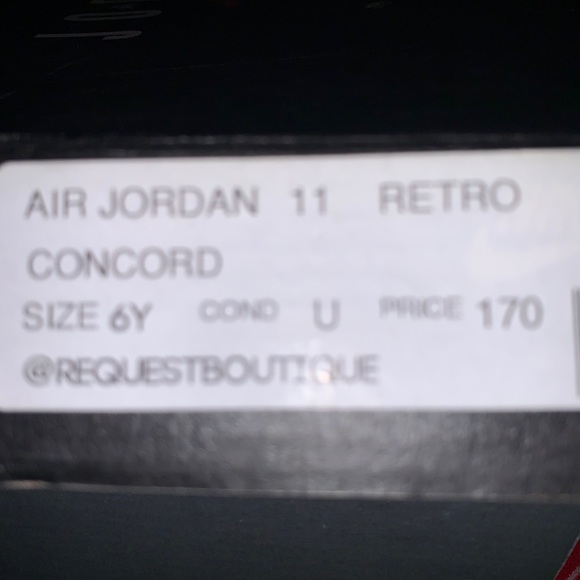 AIR JORDAN 11 RETRO
CONCORD
SIZE 6Y COND U PRICE 170
@REQUESTBOUTIQUE